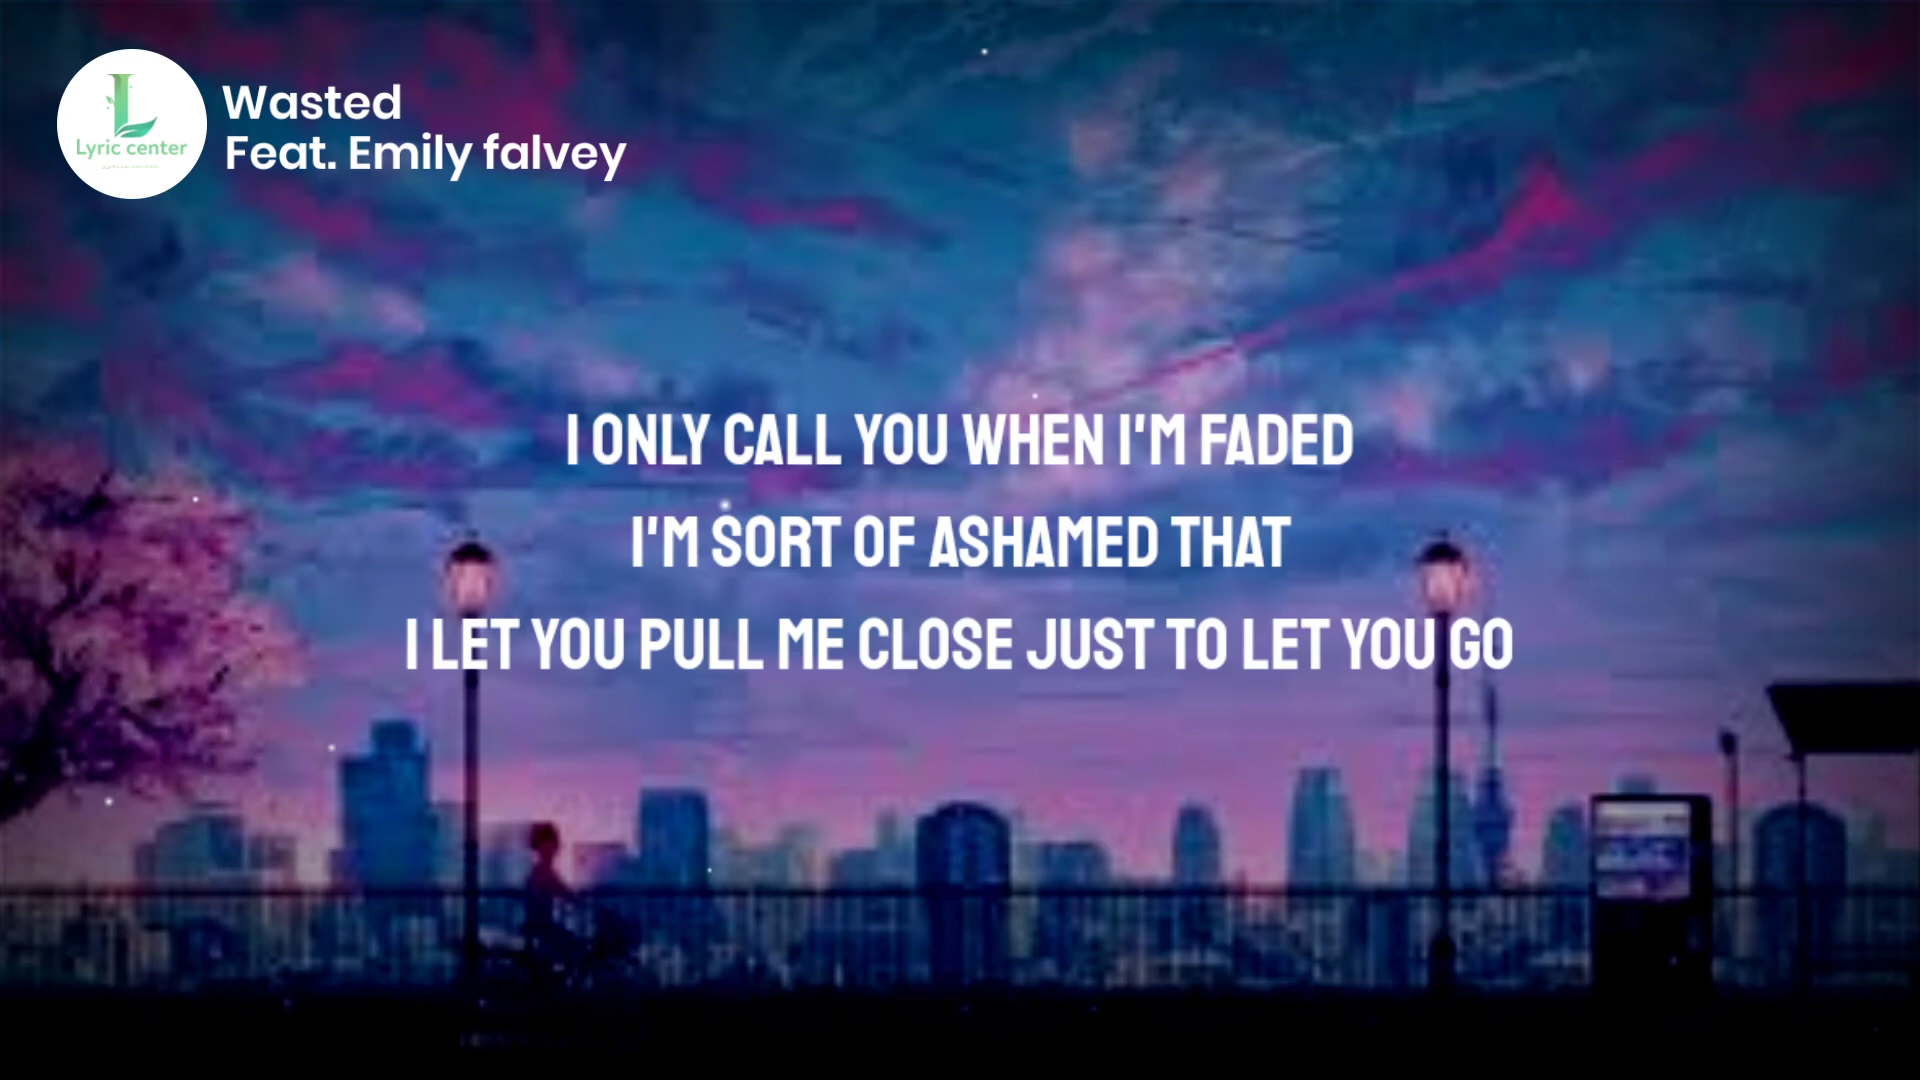 Wasted
Feat. Emily falvey
Lyric center
I ONLY CALL YOU WHEN I'M FADED
I'M SORT OF ASHAMED THAT
I LET YOU PULL ME CLOSE JUST TO LET YOU GO